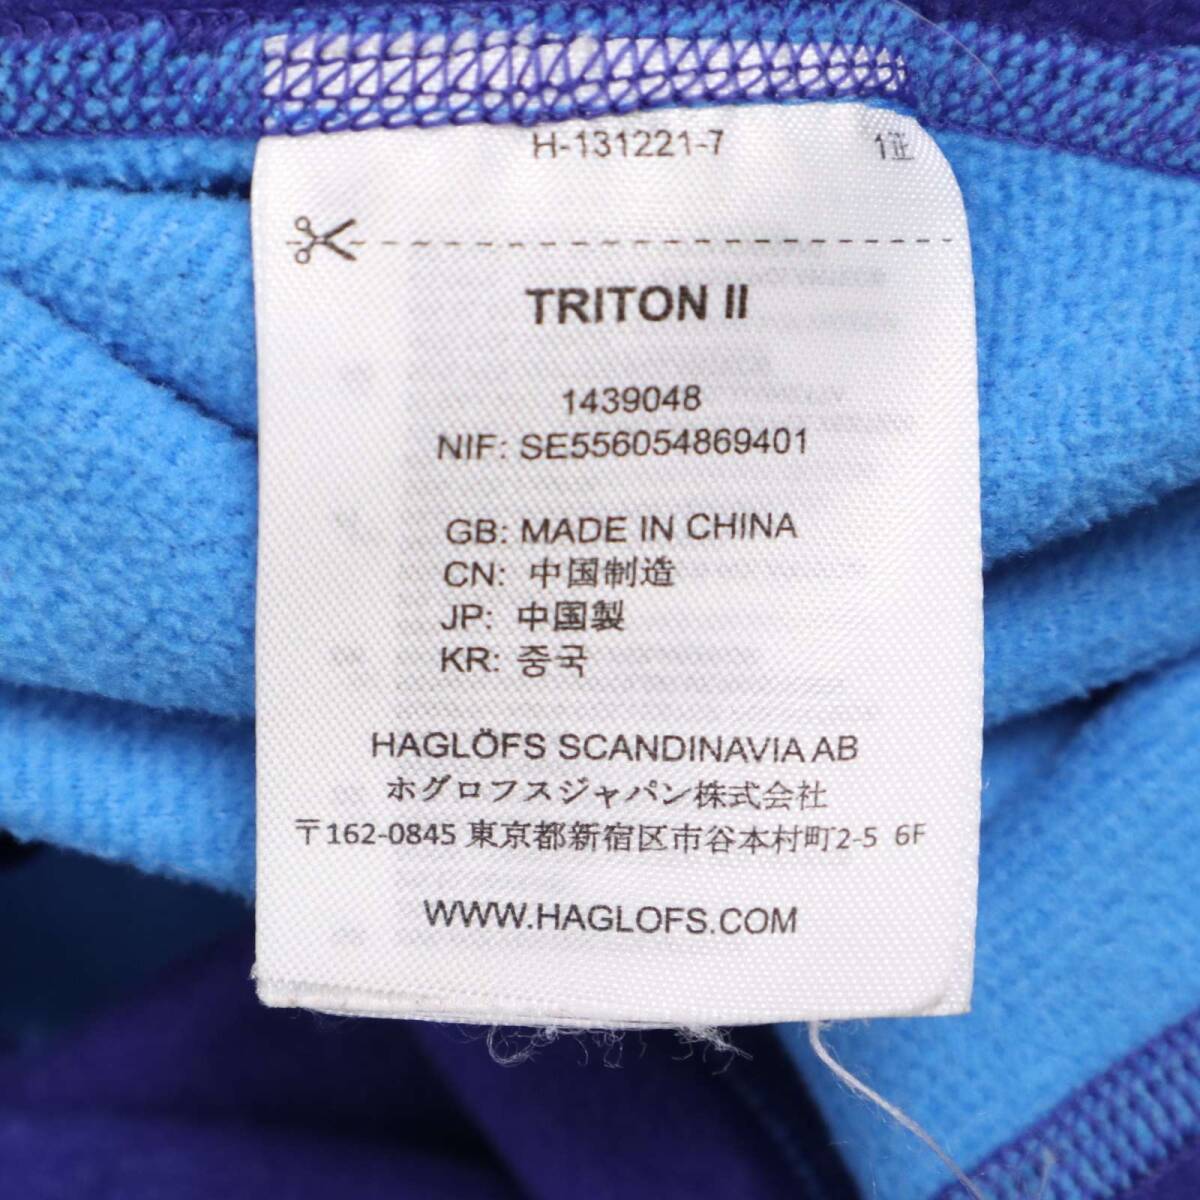 H-131221-7 1正
TRITON II
1439048
NIF: SE556054869401
GB: MADE IN CHINA
CN: 中国制造
JP: 中国製
KR: 중국
HAGLÖFS SCANDINAVIA AB
ホグロフスジャパン株式会社
〒162-0845 東京都新宿区市谷本村町2-5 6F
WWW.HAGLOFS.COM